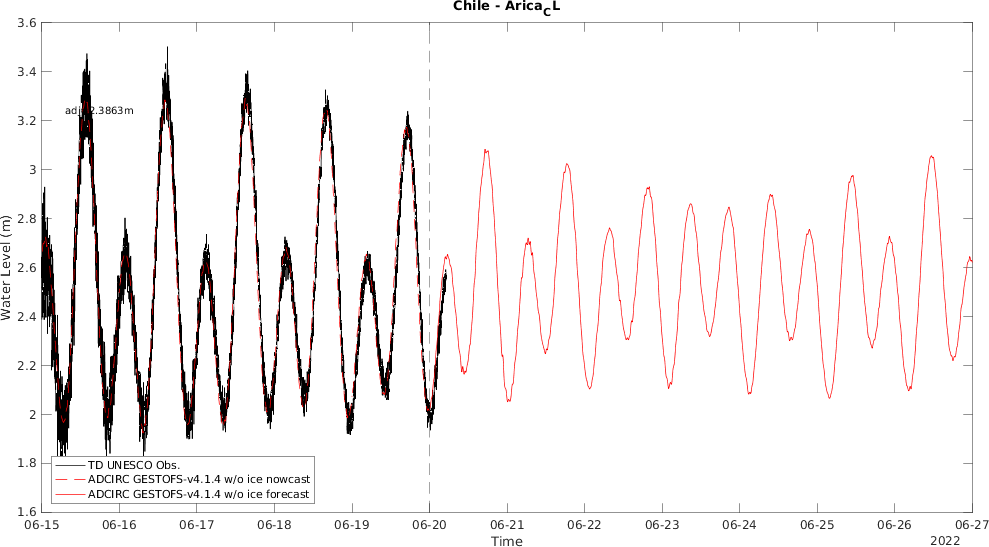 Chile - Arica_CL
3.6
3.4
3.2
3
2.8
2.6
2.4
2.2
2
1.8
1.6
Water Level (m)
2.3863m
TD UNESCO Obs.
ADCIRC GESTOFS-v4.1.4 w/o ice nowcast
ADCIRC GESTOFS-v4.1.4 w/o ice forecast
06-15 06-16 06-17 06-18 06-19 06-20 06-21 06-22 06-23 06-24 06-25 06-26 06-27
Time
2022